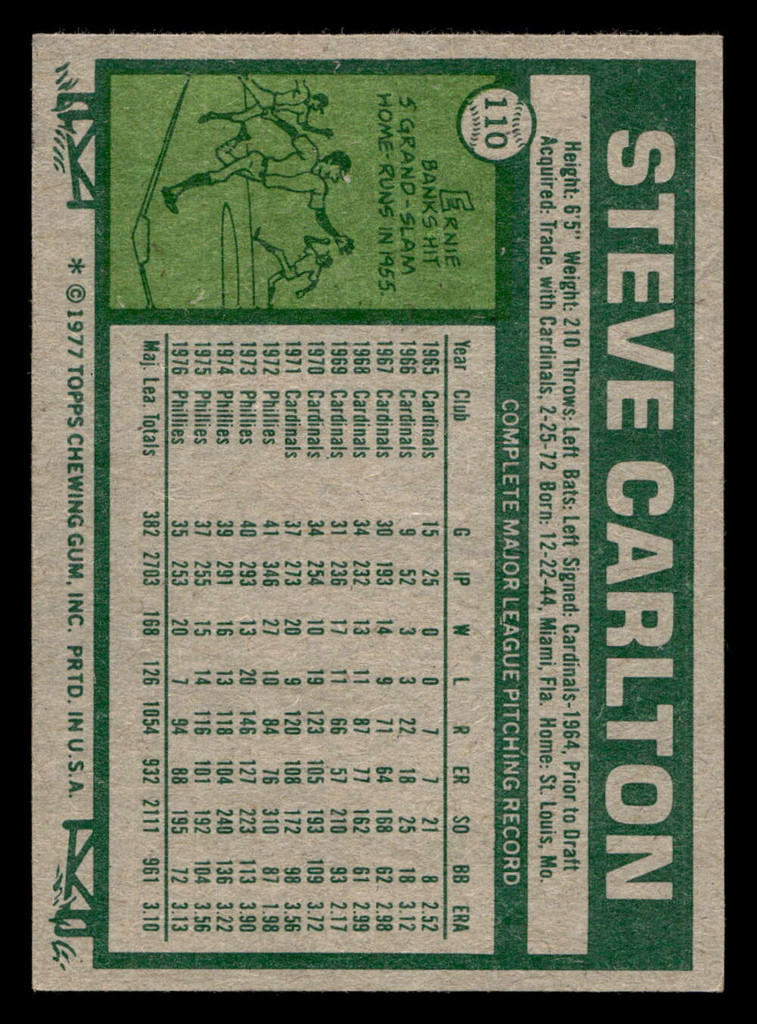 STEVE CARLTON
Height: 6'5" Weight: 210 Throws: Left Bats: Left Signed: Cardinals-1964, Prior to Draft
Acquired: Trade, with Cardinals, 2-25-72 Born: 12-22-44, Miami, Fla. Home: St. Louis, Mo.
110
COMPLETE MAJOR LEAGUE PITCHING RECORD
ERNIE
BANKS HIT
5 GRAND-SLAM
HOME-RUNS IN 1955.
Year Club G IP W L R ER SO BB ERA
1965 Cardinals 15 25 0 0 7 7 21 8 2.52
1966 Cardinals 9 52 3 3 22 18 25 18 3.12
1967 Cardinals 30 193 14 9 71 64 168 62 2.98
1968 Cardinals 34 232 13 11 87 77 162 61 2.99
1969 Cardinals 31 236 17 11 66 57 210 93 2.17
1970 Cardinals 34 254 10 19 123 105 193 109 3.72
1971 Cardinals 37 273 20 9 120 108 172 98 3.56
1972 Phillies 41 346 27 10 84 76 310 87 1.98
1973 Phillies 40 293 13 20 146 127 223 113 3.90
1974 Phillies 39 291 16 13 118 104 240 136 3.22
1975 Phillies 37 255 15 14 116 101 192 104 3.56
1976 Phillies 35 253 20 7 94 88 195 72 3.13
Maj. Lea. Totals 382 2703 168 126 1054 932 2111 961 3.10
* © 1977 TOPPS CHEWING GUM, INC. PRTD. IN U.S.A.